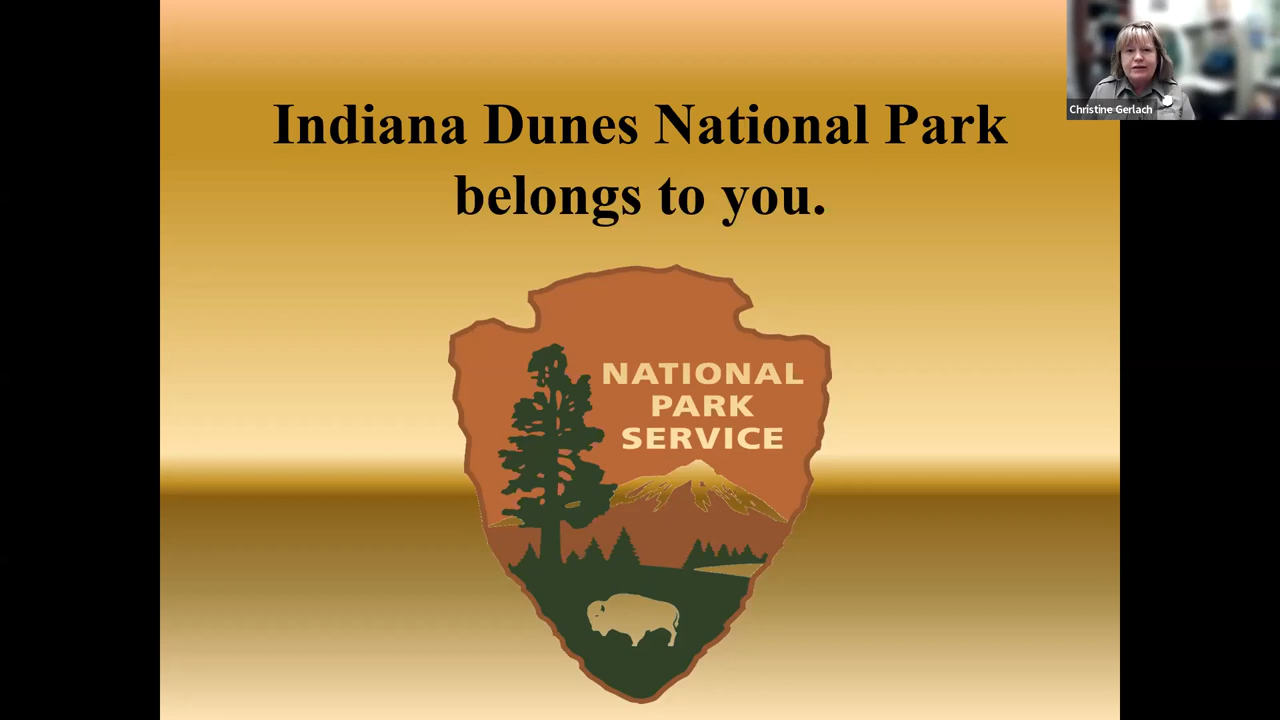 Indiana Dunes National Park
belongs to you.
Christine Gerlach
NATIONAL
PARK
SERVICE